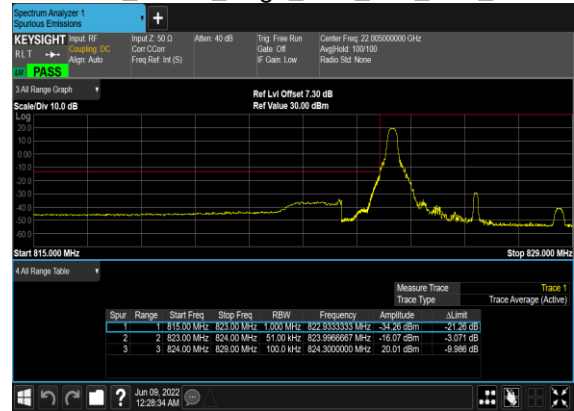 Spectrum Analyzer 1
Spurious Emissions
+
KEYSIGHT Input: RF Input Z: 50 Ω Atten: 40 dB Trig: Free Run Center Freq: 22.005000000 GHz
RLT Coupling: DC Corr CCorr Gate: Off Avg|Hold: 100/100
Align: Auto Freq Ref: Int (S) IF Gain: Low Radio Std: None
PASS
3 All Range Graph Ref Lvl Offset 7.30 dB
Scale/Div 10.0 dB Ref Value 30.00 dBm
Log
20.0
10.0
0.00
-10.0
-20.0
-30.0
-40.0
-50.0
-60.0
Start 815.000 MHz Stop 829.000 MHz
4 All Range Table
Measure Trace Trace 1
Trace Type Trace Average (Active)
Spur Range Start Freq Stop Freq RBW Frequency Amplitude ΔLimit
1 1 815.00 MHz 823.00 MHz 1.000 MHz 822.9333333 MHz -34.26 dBm -21.26 dB
2 2 823.00 MHz 824.00 MHz 51.00 kHz 823.9966667 MHz -16.07 dBm -3.071 dB
3 3 824.00 MHz 829.00 MHz 100.0 kHz 824.3000000 MHz 20.01 dBm -9.986 dB
? Jun 09, 2022
12:28:34 AM